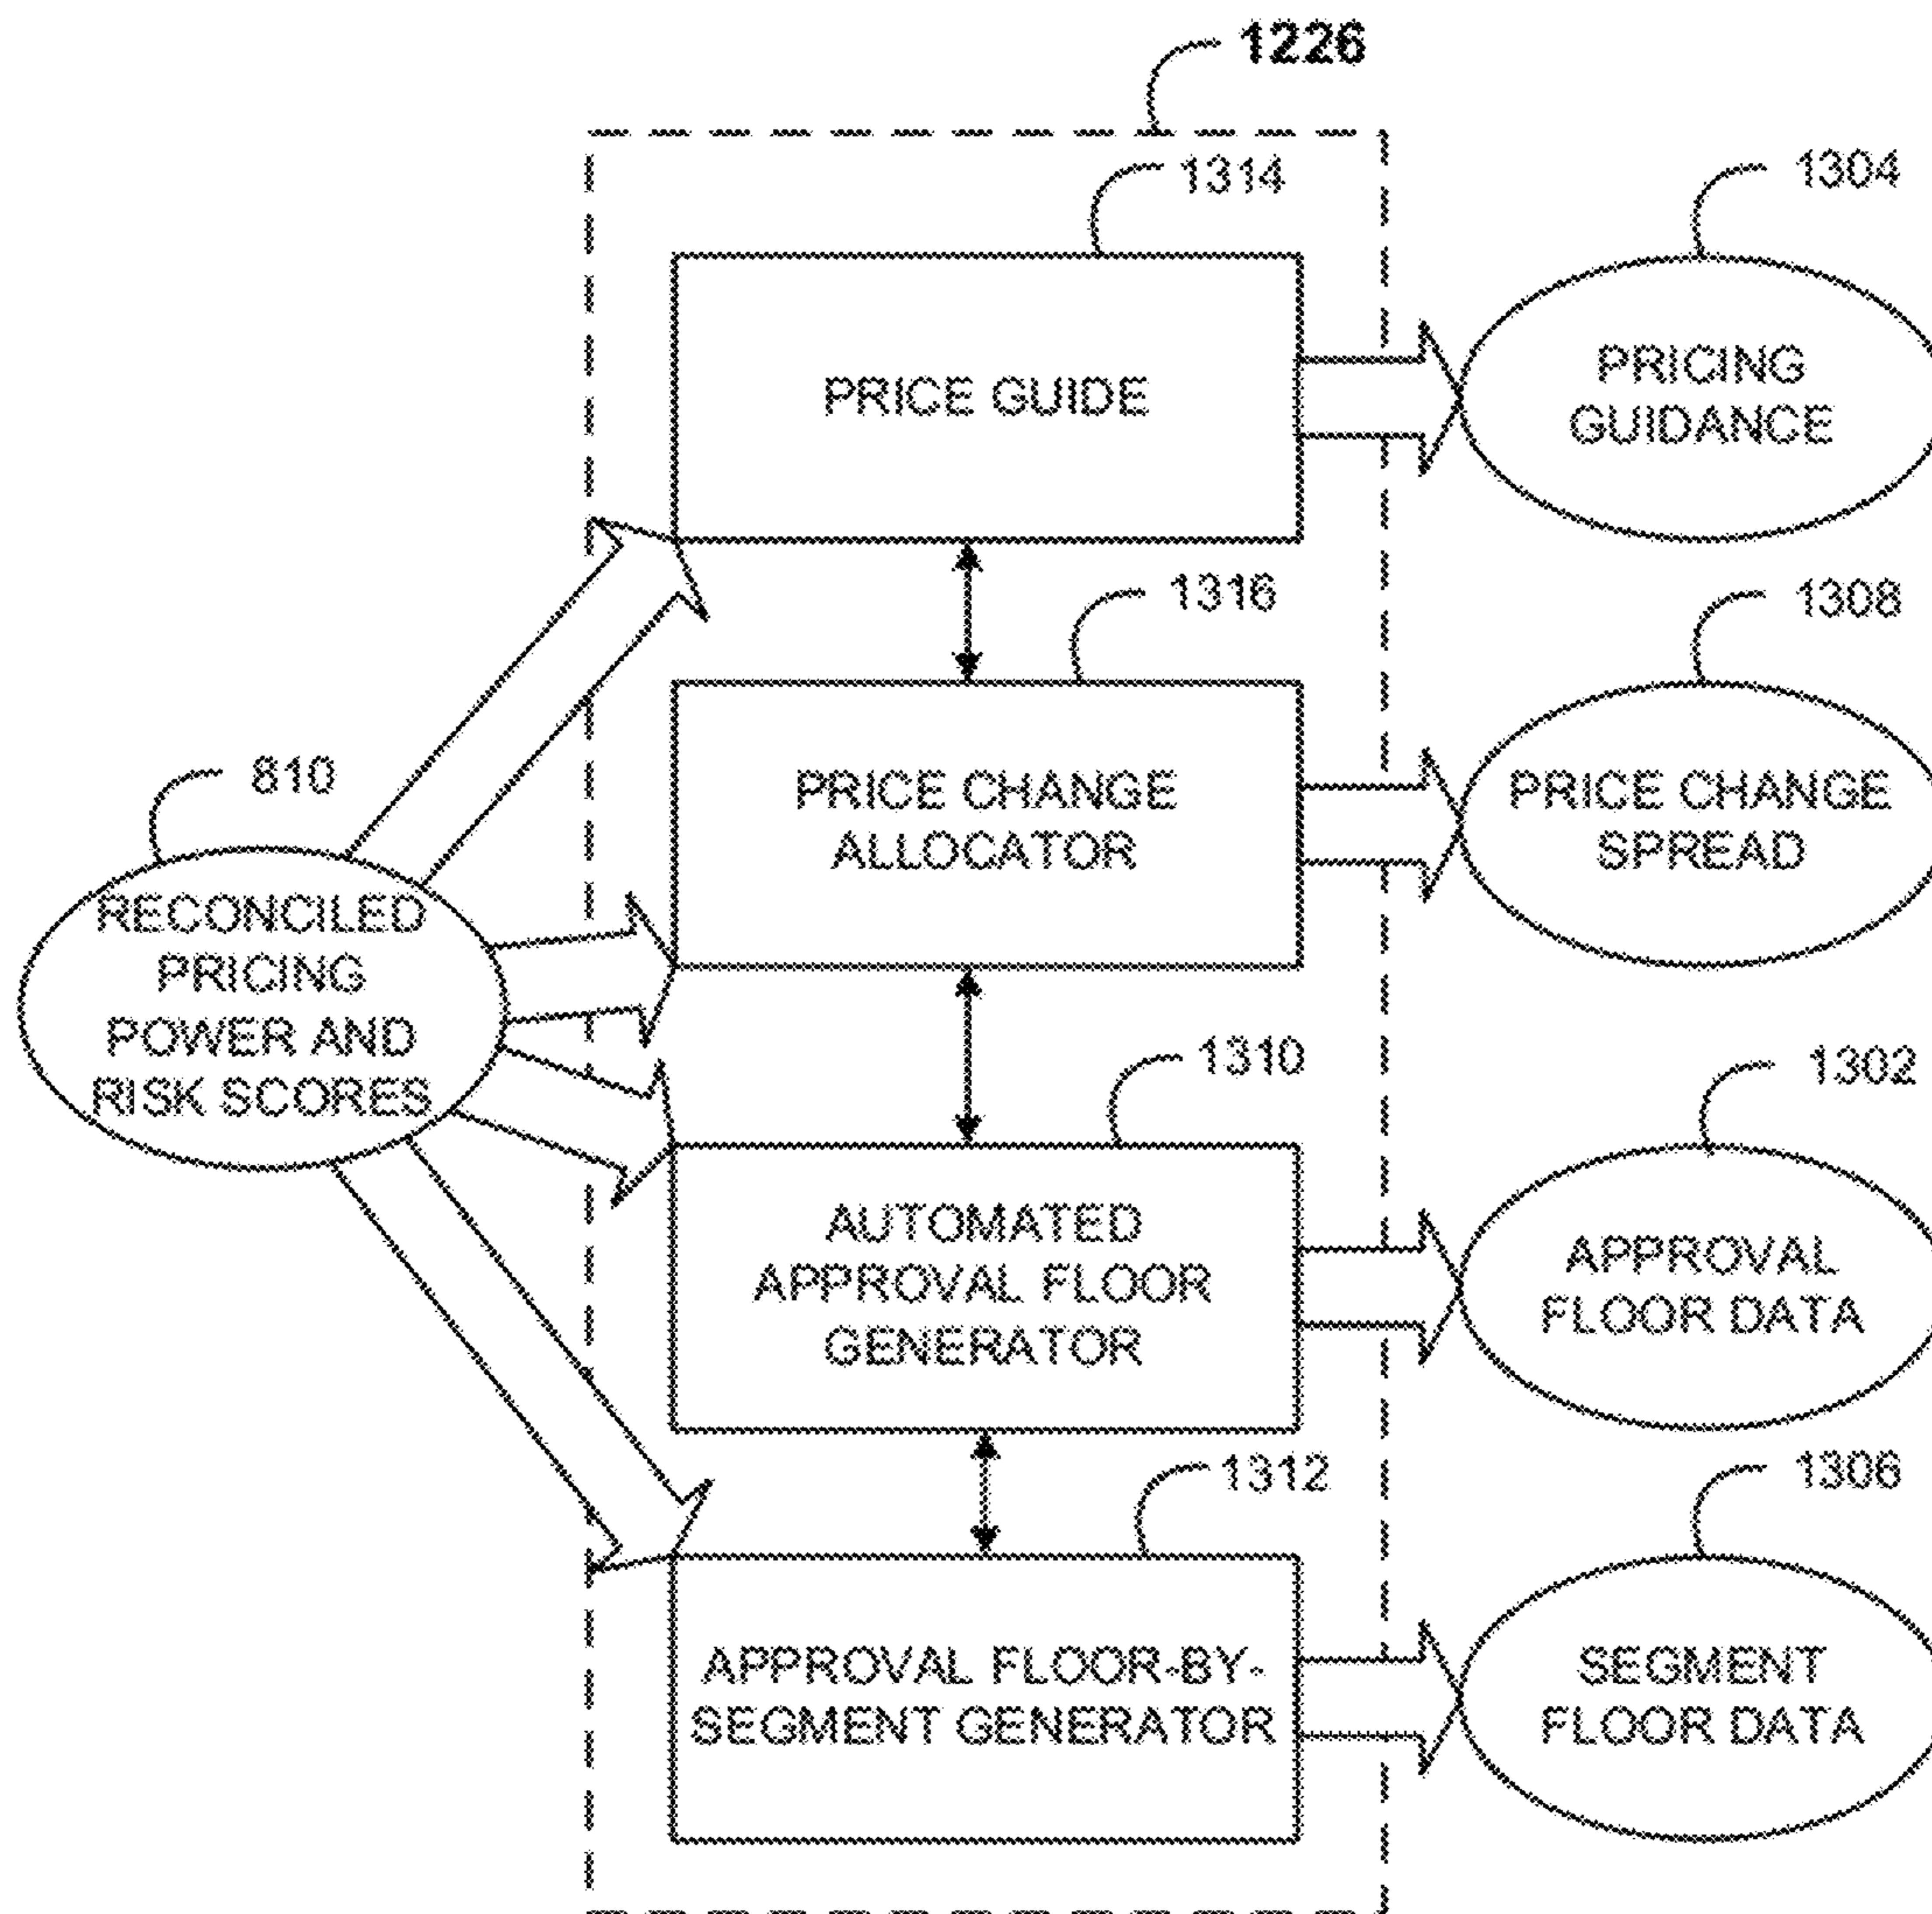 1226
1314
1304
PRICE GUIDE
PRICING
GUIDANCE
1316
1308
810
PRICE CHANGE
ALLOCATOR
PRICE CHANGE
SPREAD
RECONCILED
PRICING
POWER AND
RISK SCORES
1310
1302
AUTOMATED
APPROVAL FLOOR
GENERATOR
APPROVAL
FLOOR DATA
1312
1306
APPROVAL FLOOR-BY-
SEGMENT GENERATOR
SEGMENT
FLOOR DATA